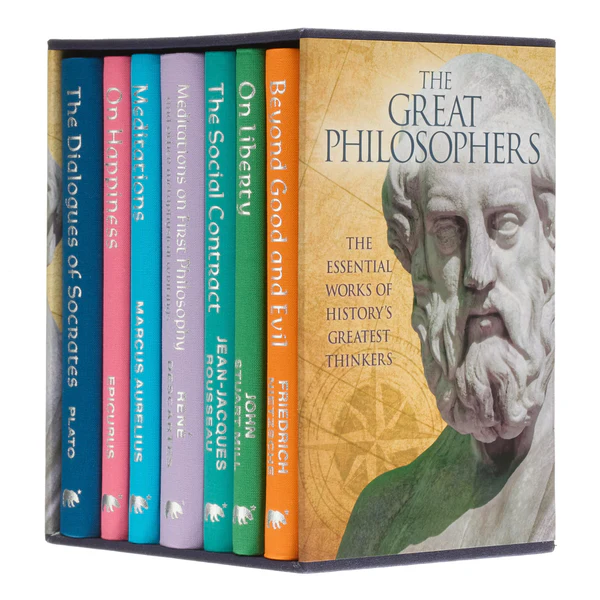 The Dialogues of Socrates
PLATO
On Happiness
EPICURUS
Meditations
MARCUS AURELIUS
Meditations on First Philosophy
RENÉ
The Social Contract
JEAN-JACQUES
ROUSSEAU
On Liberty
JOHN
STUART MILL
Beyond Good and Evil
FRIEDRICH
NIETZSCHE
THE
GREAT
PHILOSOPHERS
THE
ESSENTIAL
WORKS OF
HISTORY'S
GREATEST
THINKERS